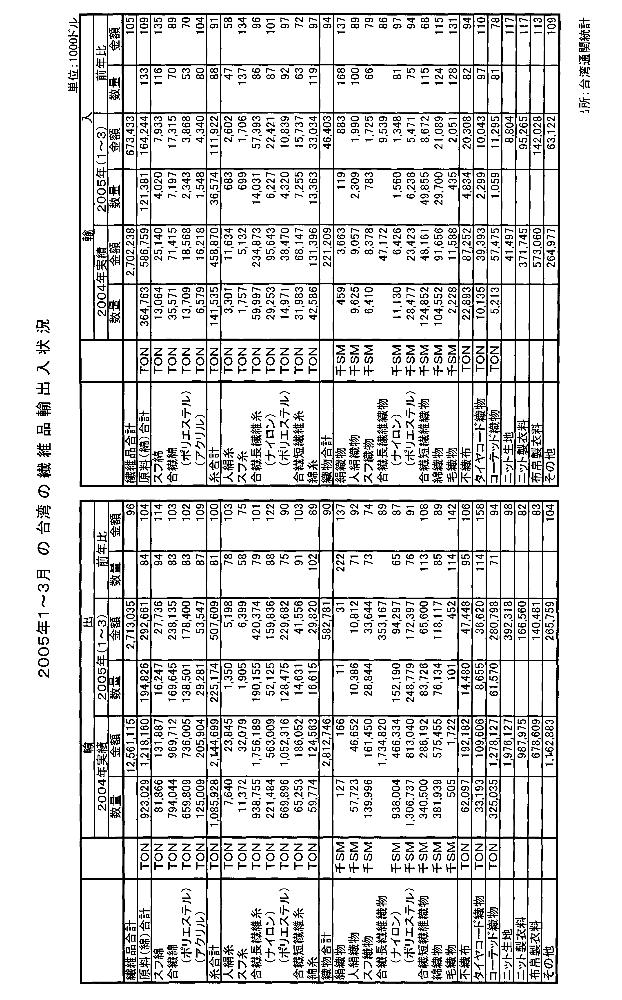 2005年1～3月 の台湾の繊維品輸出入状況
輸 出
2004年実績 2005年(1～3) 前年比
数量 金額 数量 金額 数量 金額
繊維品合計 12,561,115 2,713,035 96
原料(綿)合計 TON 923,029 1,218,160 194,826 292,661 84 104
スフ綿 TON 81,866 131,887 16,247 27,736 94 114
合繊綿 TON 794,044 969,712 169,645 238,135 83 103
(ポリエステル) TON 659,809 736,005 138,501 178,400 83 102
(アクリル) TON 125,009 205,904 29,281 53,547 87 109
糸合計 TON 1,085,928 2,144,699 225,174 507,609 81 100
人絹糸 TON 7,640 23,845 1,350 5,198 78 103
スフ糸 TON 11,372 32,079 1,905 6,399 58 75
合繊長繊維糸 TON 938,755 1,756,189 190,155 420,374 79 101
(ナイロン) TON 221,484 563,009 52,125 159,836 88 122
(ポリエステル) TON 669,896 1,052,316 128,475 229,682 75 90
合繊短繊維糸 TON 65,253 186,052 14,631 41,556 91 103
綿糸 TON 59,774 124,563 16,615 29,820 102 89
織物合計 2,812,746 582,781 90
絹織物 千SM 127 166 11 31 222 137
人絹織物 千SM 57,723 46,652 10,386 10,812 71 92
スフ織物 千SM 139,996 161,450 28,844 33,644 73 74
合繊長繊維織物 1,734,820 353,167 89
(ナイロン) 千SM 938,004 466,334 152,190 94,297 65 87
(ポリエステル) 千SM 1,306,737 813,040 248,779 172,397 76 91
合繊短繊維織物 千SM 340,500 286,192 83,726 65,600 113 108
綿織物 千SM 381,939 575,455 76,134 118,117 85 89
毛織物 千SM 505 1,722 101 452 114 142
不織布 TON 62,097 192,182 14,480 47,448 95 106
タイヤコード織物 TON 33,193 109,606 8,655 36,620 114 158
コーテッド織物 TON 325,035 1,278,127 61,570 280,798 71 94
ニット生地 1,976,127 392,318 98
ニット製衣料 987,975 166,560 82
布帛製衣料 678,609 140,481 83
その他 1,162,883 265,759 104
単位:1000ドル
輸 入
2004年実績 2005年(1～3) 前年比
数量 金額 数量 金額 数量 金額
繊維品合計 2,702,238 673,433 105
原料(綿)合計 TON 364,763 586,759 121,381 164,244 133 109
スフ綿 TON 13,064 25,140 4,020 7,933 116 135
合繊綿 TON 35,571 71,415 7,197 17,315 70 89
(ポリエステル) TON 13,709 18,568 2,343 3,868 53 70
(アクリル) TON 6,579 16,218 1,548 4,340 80 104
糸合計 TON 141,535 458,870 36,574 111,922 88 91
人絹糸 TON 3,301 11,634 683 2,602 47 58
スフ糸 TON 1,757 5,132 699 1,706 137 134
合繊長繊維糸 TON 59,997 234,873 14,031 57,393 86 96
(ナイロン) TON 29,253 95,643 6,227 22,421 87 101
(ポリエステル) TON 14,971 38,470 4,320 10,839 92 97
合繊短繊維糸 TON 31,983 68,147 7,255 15,737 63 72
綿糸 TON 42,586 131,396 13,363 33,034 119 97
織物合計 221,209 46,403 94
絹織物 千SM 459 3,663 119 883 168 137
人絹織物 千SM 9,625 9,057 2,309 1,990 100 89
スフ織物 千SM 6,410 8,378 783 1,725 66 79
合繊長繊維織物 47,172 9,539 86
(ナイロン) 千SM 11,130 6,426 1,560 1,348 81 97
(ポリエステル) 千SM 28,477 23,423 6,238 5,471 75 94
合繊短繊維織物 千SM 124,852 48,161 49,855 8,672 115 68
綿織物 千SM 104,552 91,656 29,700 21,089 124 115
毛織物 千SM 2,228 11,588 435 2,051 128 131
不織布 TON 22,893 87,252 4,834 20,308 82 94
タイヤコード織物 TON 10,135 39,393 2,299 10,043 97 110
コーテッド織物 TON 5,213 57,475 1,059 11,295 81 78
ニット生地 41,497 8,804 117
ニット製衣料 371,745 95,265 117
布帛製衣料 573,060 142,028 113
その他 264,977 63,122 109
所:台湾通関統計